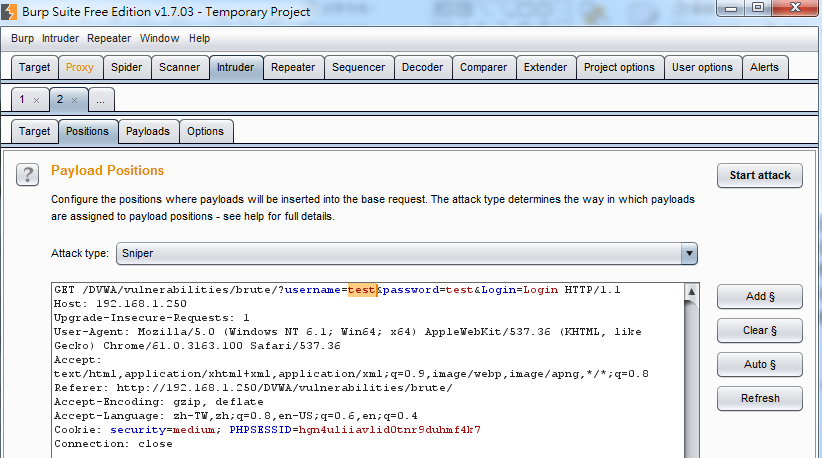 Burp Suite Free Edition v1.7.03 - Temporary Project
Burp Intruder Repeater Window Help
Target Proxy Spider Scanner Intruder Repeater Sequencer Decoder Comparer Extender Project options User options Alerts
1 × 2 × ...
Target Positions Payloads Options
? Payload Positions Start attack
Configure the positions where payloads will be inserted into the base request. The attack type determines the way in which payloads
are assigned to payload positions - see help for full details.
Attack type: Sniper
GET /DVWA/vulnerabilities/brute/?username=test&password=test&Login=Login HTTP/1.1
Host: 192.168.1.250
Upgrade-Insecure-Requests: 1
User-Agent: Mozilla/5.0 (Windows NT 6.1; Win64; x64) AppleWebKit/537.36 (KHTML, like
Gecko) Chrome/61.0.3163.100 Safari/537.36
Accept:
text/html,application/xhtml+xml,application/xml;q=0.9,image/webp,image/apng,*/*;q=0.8
Referer: http://192.168.1.250/DVWA/vulnerabilities/brute/
Accept-Encoding: gzip, deflate
Accept-Language: zh-TW,zh;q=0.8,en-US;q=0.6,en;q=0.4
Cookie: security=medium; PHPSESSID=hgn4uliiavlid0tnr9duhmf4k7
Connection: close
Add §
Clear §
Auto §
Refresh